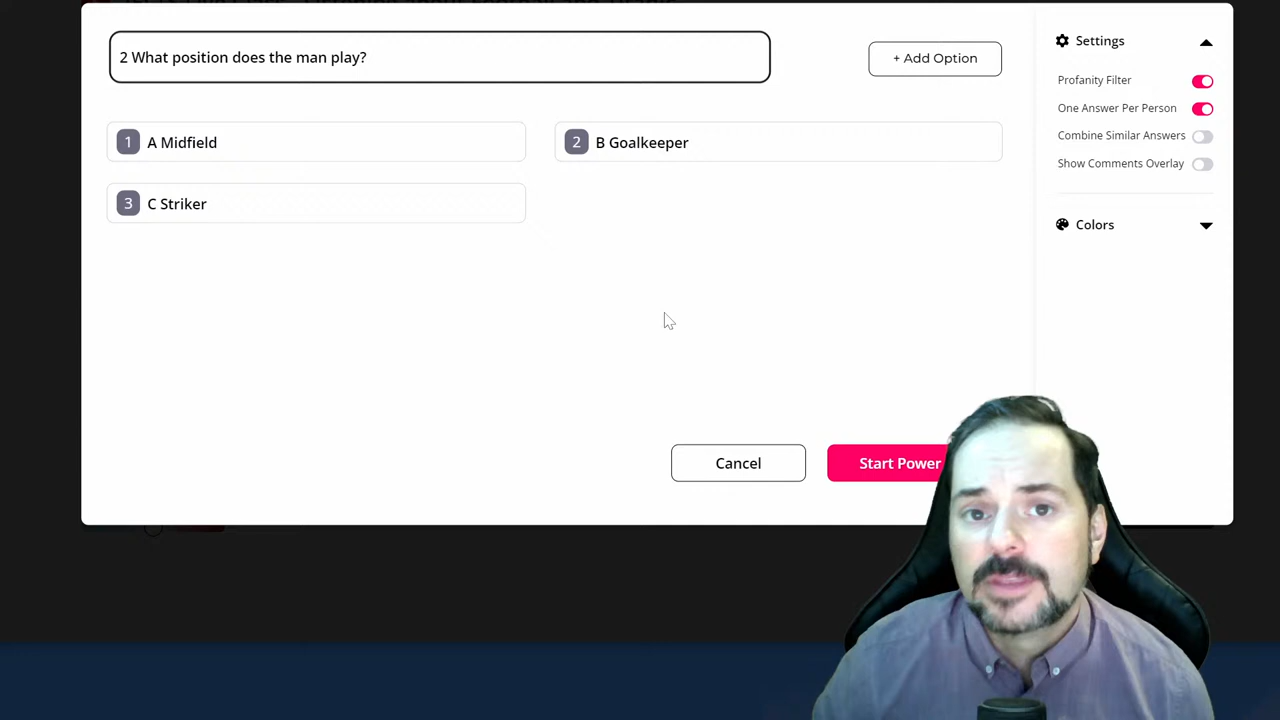 2 What position does the man play?
+ Add Option
1 A Midfield
2 B Goalkeeper
3 C Striker
Cancel
Start Power
Settings
Profanity Filter
One Answer Per Person
Combine Similar Answers
Show Comments Overlay
Colors